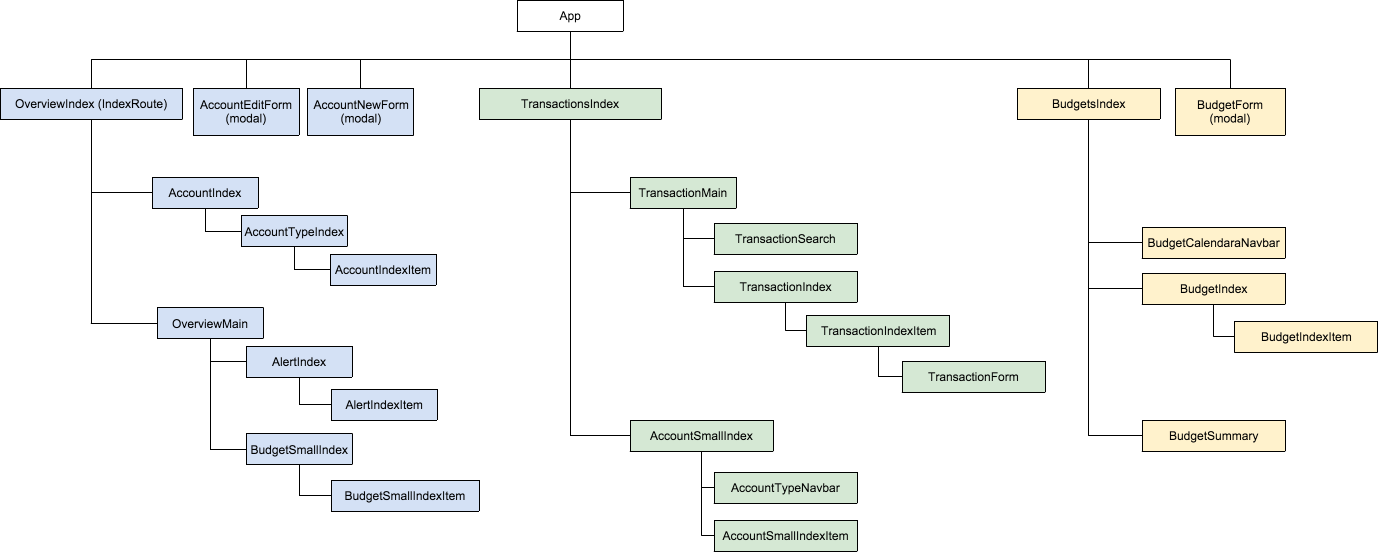 App
OverviewIndex (IndexRoute)
AccountEditForm
(modal)
AccountNewForm
(modal)
TransactionsIndex
BudgetsIndex
BudgetForm
(modal)
AccountIndex
AccountTypeIndex
AccountIndexItem
OverviewMain
AlertIndex
AlertIndexItem
BudgetSmallIndex
BudgetSmallIndexItem
TransactionMain
TransactionSearch
TransactionIndex
TransactionIndexItem
TransactionForm
AccountSmallIndex
AccountTypeNavbar
AccountSmallIndexItem
BudgetCalendaraNavbar
BudgetIndex
BudgetIndexItem
BudgetSummary